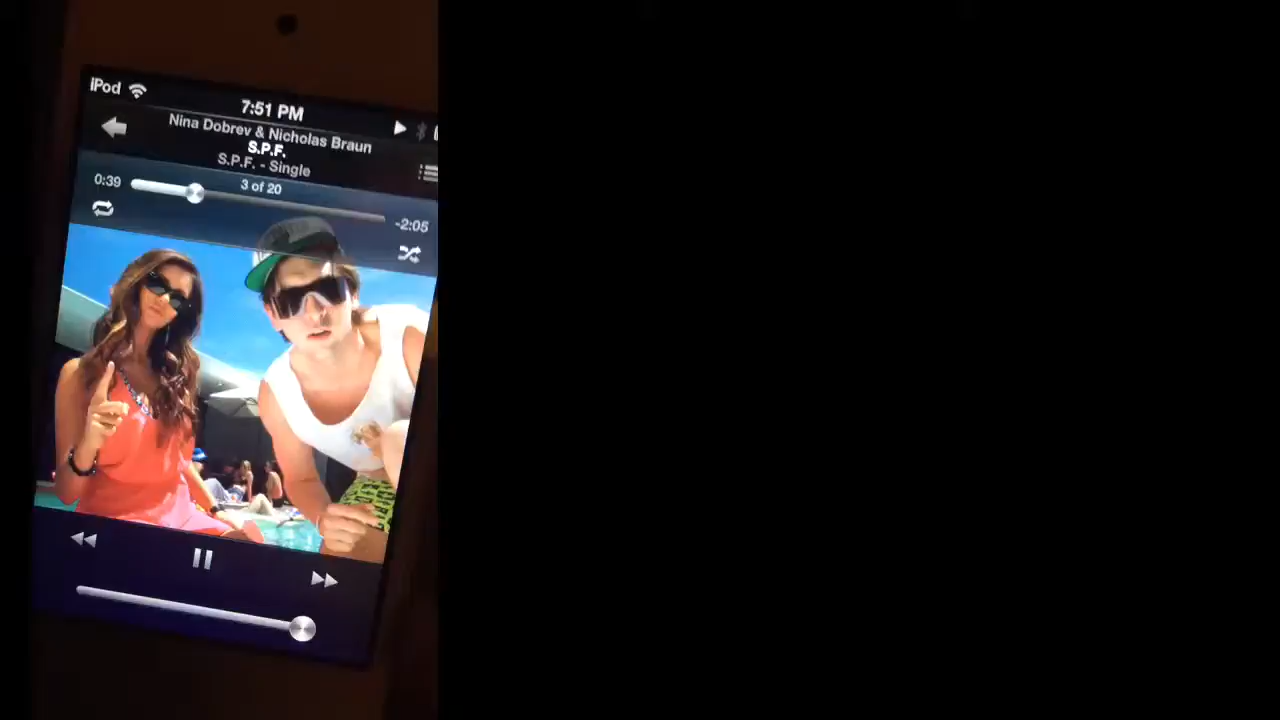 iPod
7:51 PM
Nina Dobrev & Nicholas Braun
S.P.F.
S.P.F. - Single
3 of 20
0:39
-2:05